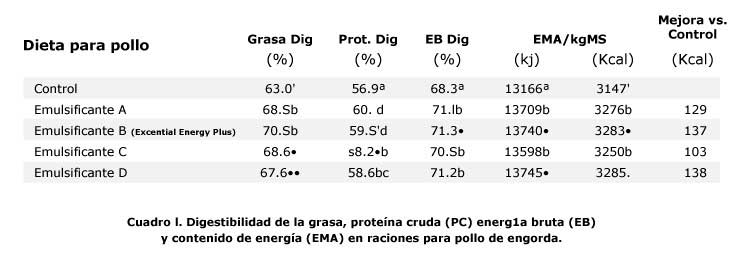 Mejora vs.
Control
Dieta para pollo Grasa Dig Prot. Dig EB Dig EMA/kgMS
(%) (%) (%) (kj) (Kcal) (Kcal)
Control 63.0' 56.9ª 68.3ª 13166ª 3147'
Emulsificante A 68.Sb 60. d 71.lb 13709b 3276b 129
Emulsificante B (Excential Energy Plus) 70.Sb 59.S'd 71.3• 13740• 3283• 137
Emulsificante C 68.6• s8.2•b 70.Sb 13598b 3250b 103
Emulsificante D 67.6•• 58.6bc 71.2b 13745• 3285. 138
Cuadro l. Digestibilidad de la grasa, proteína cruda (PC) energ1a bruta (EB)
y contenido de energía (EMA) en raciones para pollo de engorda.